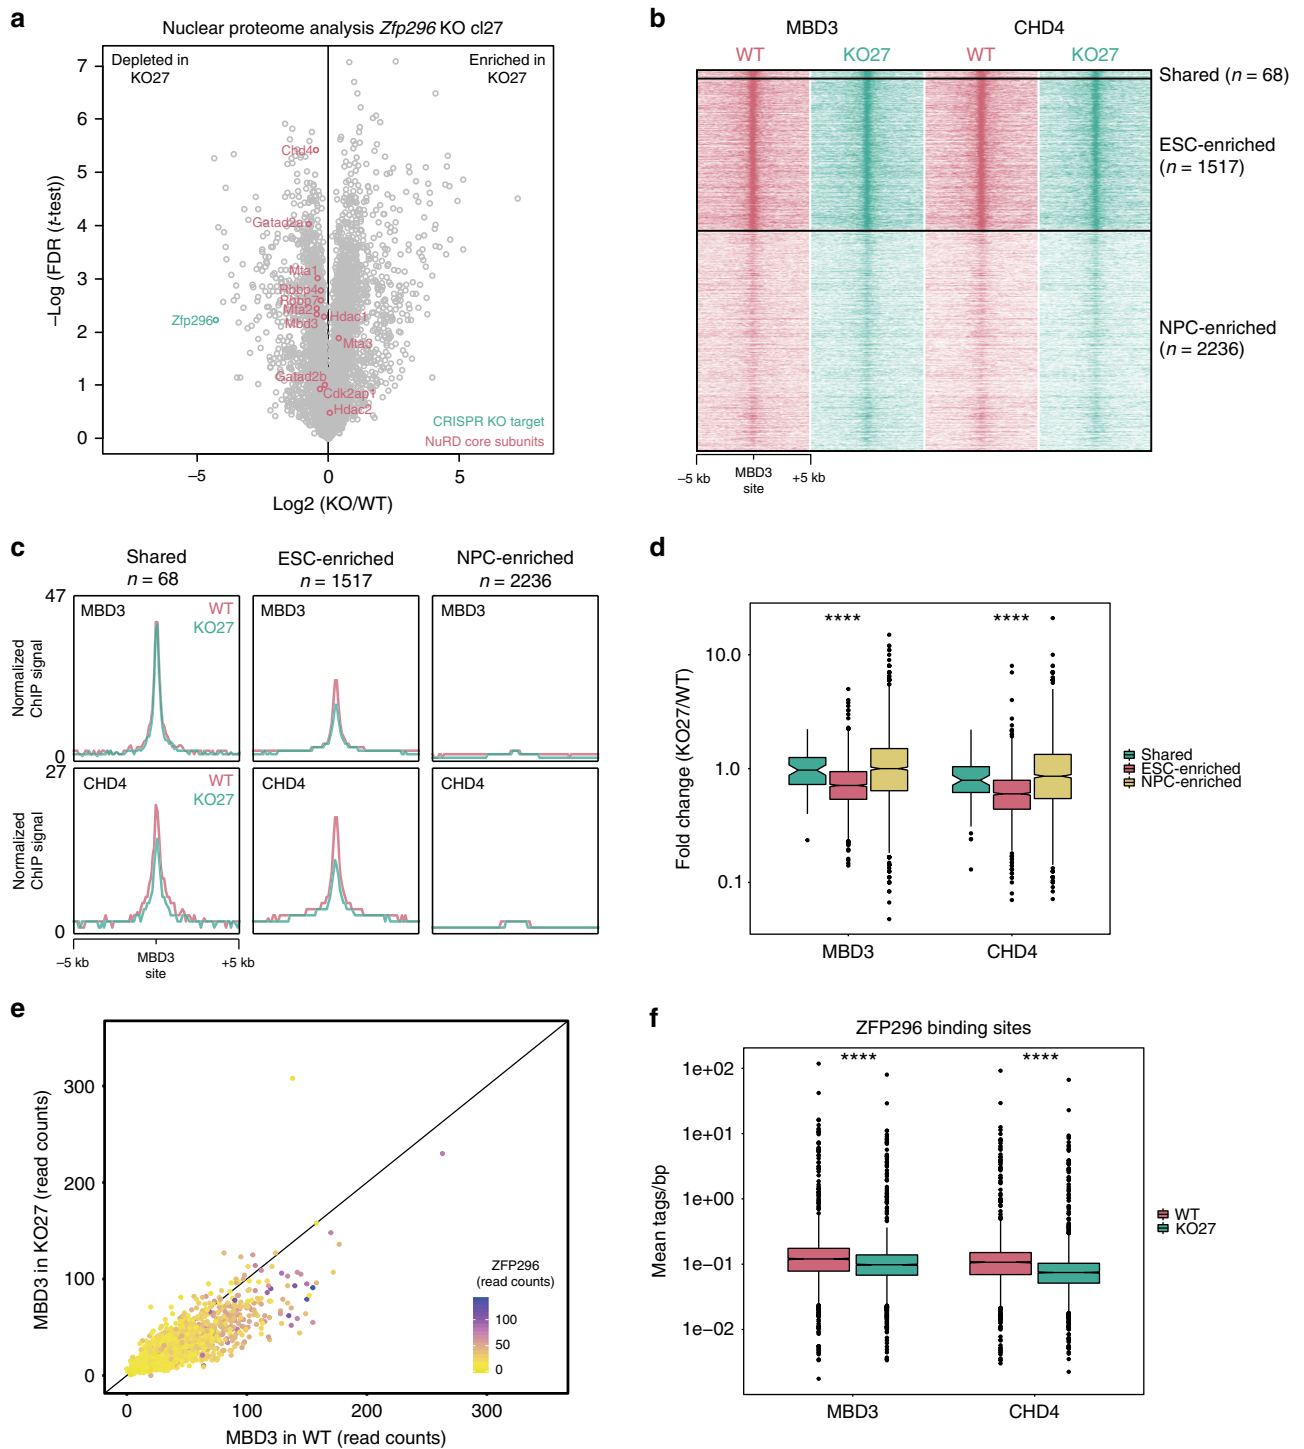 a
Nuclear proteome analysis Zfp296 KO cl27
Depleted in
KO27
Enriched in
KO27
7
6
5
4
3
2
1
0
–Log (FDR (t-test))
Chd4
Gatad2a
Mta1
Rbbp4
Rbbp7
Mta2
Hdac1
Mbd3
Zfp296
Mta3
Gatad2b
Cdk2ap1
Hdac2
CRISPR KO target
NuRD core subunits
–5
0
5
Log2 (KO/WT)
b
MBD3
CHD4
WT
KO27
WT
KO27
Shared (n = 68)
ESC-enriched
(n = 1517)
NPC-enriched
(n = 2236)
–5 kb
MBD3
site
+5 kb
c
Shared
n = 68
ESC-enriched
n = 1517
NPC-enriched
n = 2236
47
Normalized
ChIP signal
0
MBD3
WT
KO27
MBD3
MBD3
27
Normalized
ChIP signal
0
CHD4
WT
KO27
CHD4
CHD4
–5 kb
MBD3
site
+5 kb
d
Fold change (KO27/WT)
10.0
1.0
0.1
****
****
MBD3
CHD4
Shared
ESC-enriched
NPC-enriched
e
MBD3 in KO27 (read counts)
300
200
100
0
ZFP296
(read counts)
100
50
0
0
100
200
300
MBD3 in WT (read counts)
f
ZFP296 binding sites
Mean tags/bp
1e+02
1e+01
1e+00
1e–01
1e–02
****
****
MBD3
CHD4
WT
KO27